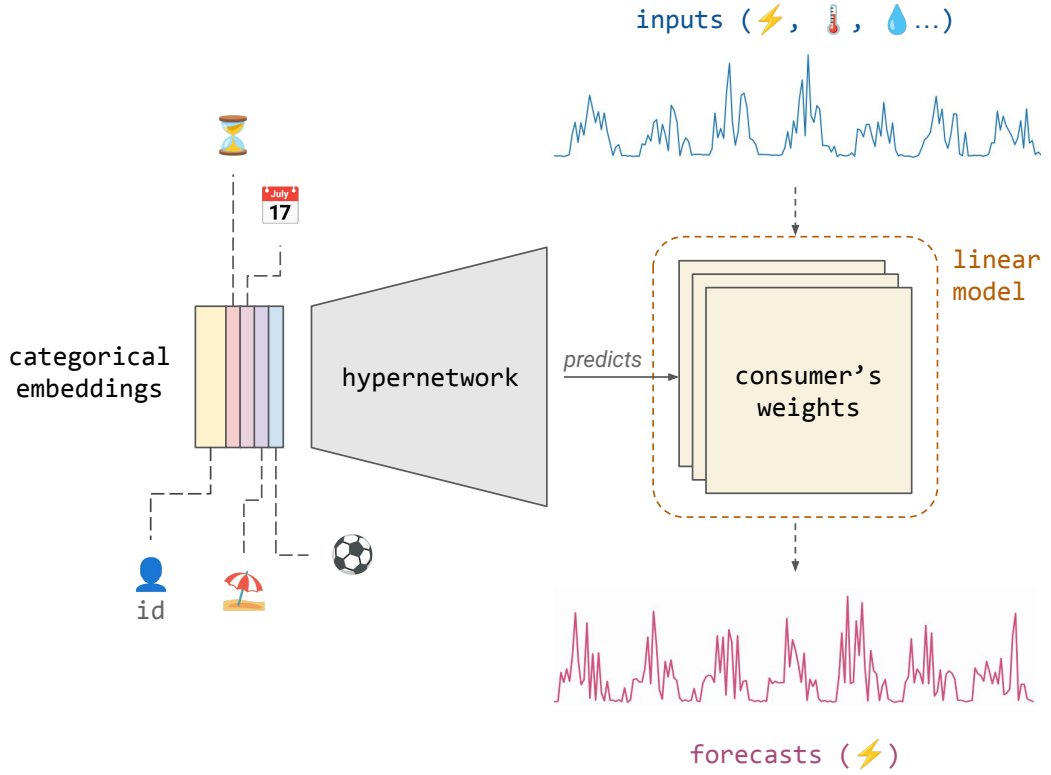 inputs (⚡, 🌡️, 💧…)
July
17
linear
model
categorical
embeddings
hypernetwork
predicts
consumer’s
weights
id
forecasts (⚡)